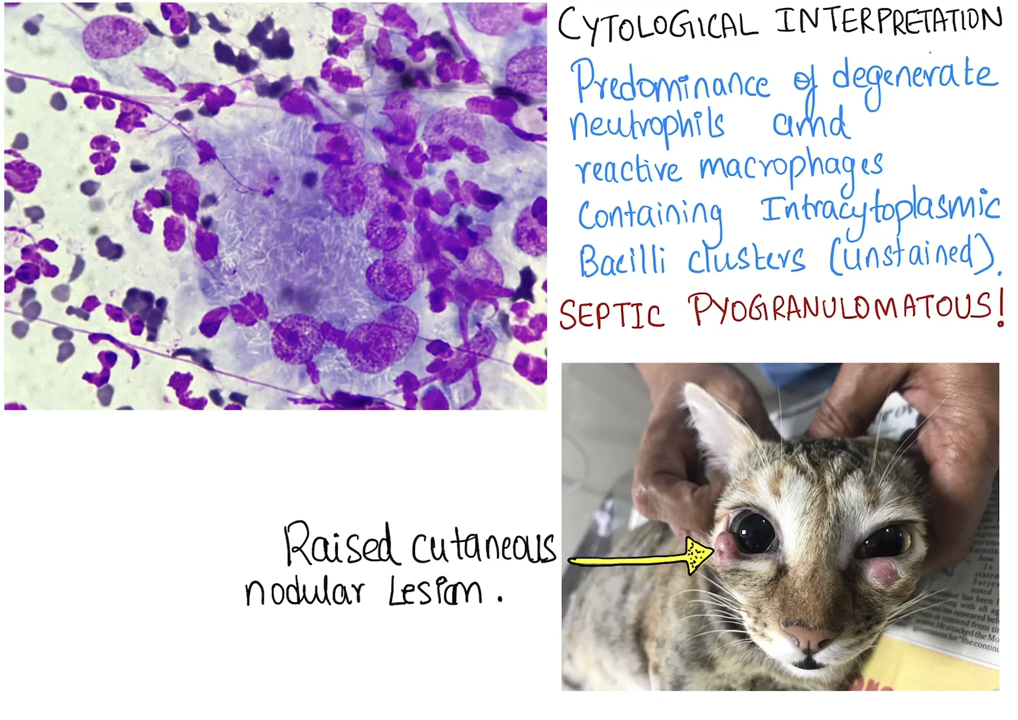 CYTOLOGICAL INTERPRETATION
Predominance of degenerate
neutrophils amd
reactive macrophages
containing Intracytoplasmic
Bacilli clusters (unstained).
SEPTIC PYOGRANULOMATOUS!
Raised cutaneous
nodular Lesion.